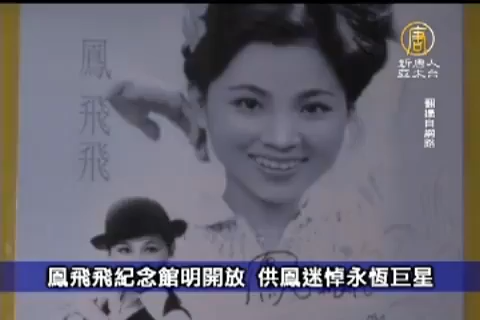 鳳飛飛
唐
新唐人
亞太台
翻攝自網路
鳳飛飛紀念館明開放 供鳳迷悼永恆巨星